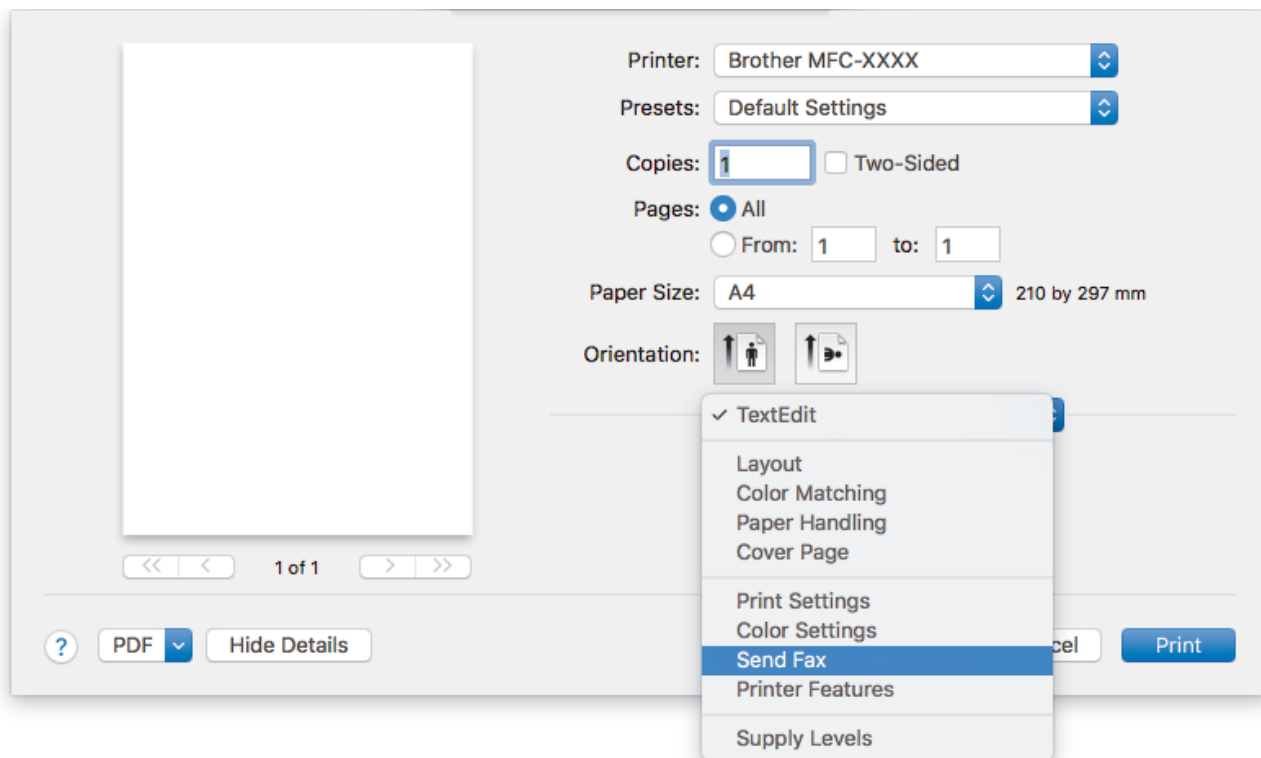 Printer: Brother MFC-XXXX
Presets: Default Settings
Copies: 1 Two-Sided
Pages: All
From: 1 to: 1
Paper Size: A4 210 by 297 mm
Orientation:
✓ TextEdit
Layout
Color Matching
Paper Handling
Cover Page
<< < 1 of 1 > >>
Print Settings
Color Settings
? PDF Hide Details cel Print
Send Fax
Printer Features
Supply Levels